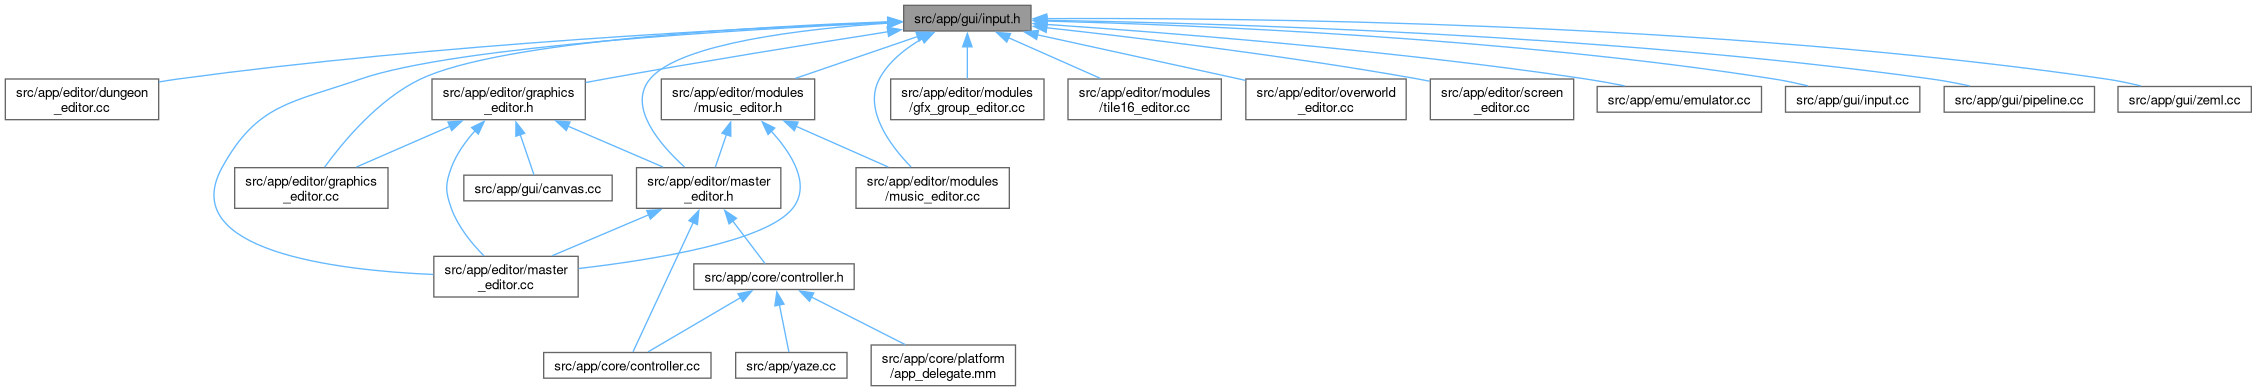 src/app/gui/input.h
src/app/editor/dungeon
_editor.cc
src/app/editor/graphics
_editor.h
src/app/editor/modules
/music_editor.h
src/app/editor/modules
/gfx_group_editor.cc
src/app/editor/modules
/tile16_editor.cc
src/app/editor/overworld
_editor.cc
src/app/editor/screen
_editor.cc
src/app/emu/emulator.cc
src/app/gui/input.cc
src/app/gui/pipeline.cc
src/app/gui/zeml.cc
src/app/editor/graphics
_editor.cc
src/app/gui/canvas.cc
src/app/editor/master
_editor.h
src/app/editor/modules
/music_editor.cc
src/app/editor/master
_editor.cc
src/app/core/controller.h
src/app/core/controller.cc
src/app/yaze.cc
src/app/core/platform
/app_delegate.mm